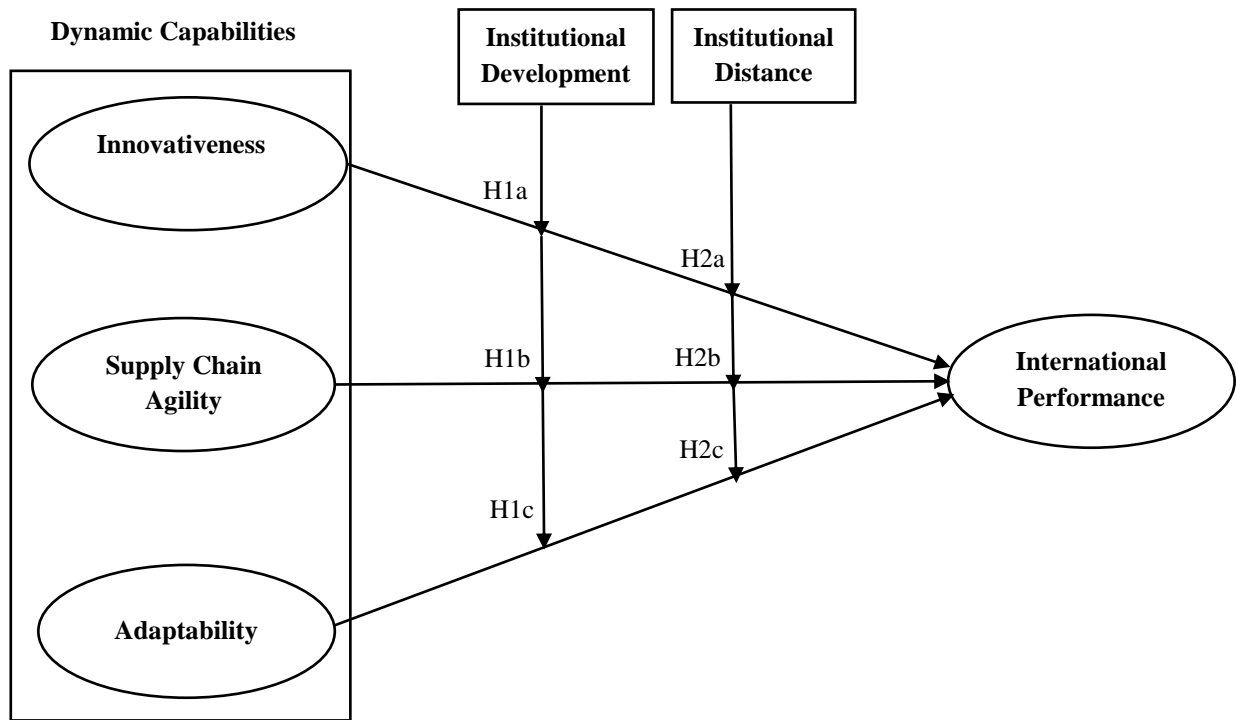 Dynamic Capabilities
Institutional
Development
Institutional
Distance
Innovativeness
H1a
H2a
Supply Chain
Agility
H1b
H2b
International
Performance
H2c
H1c
Adaptability